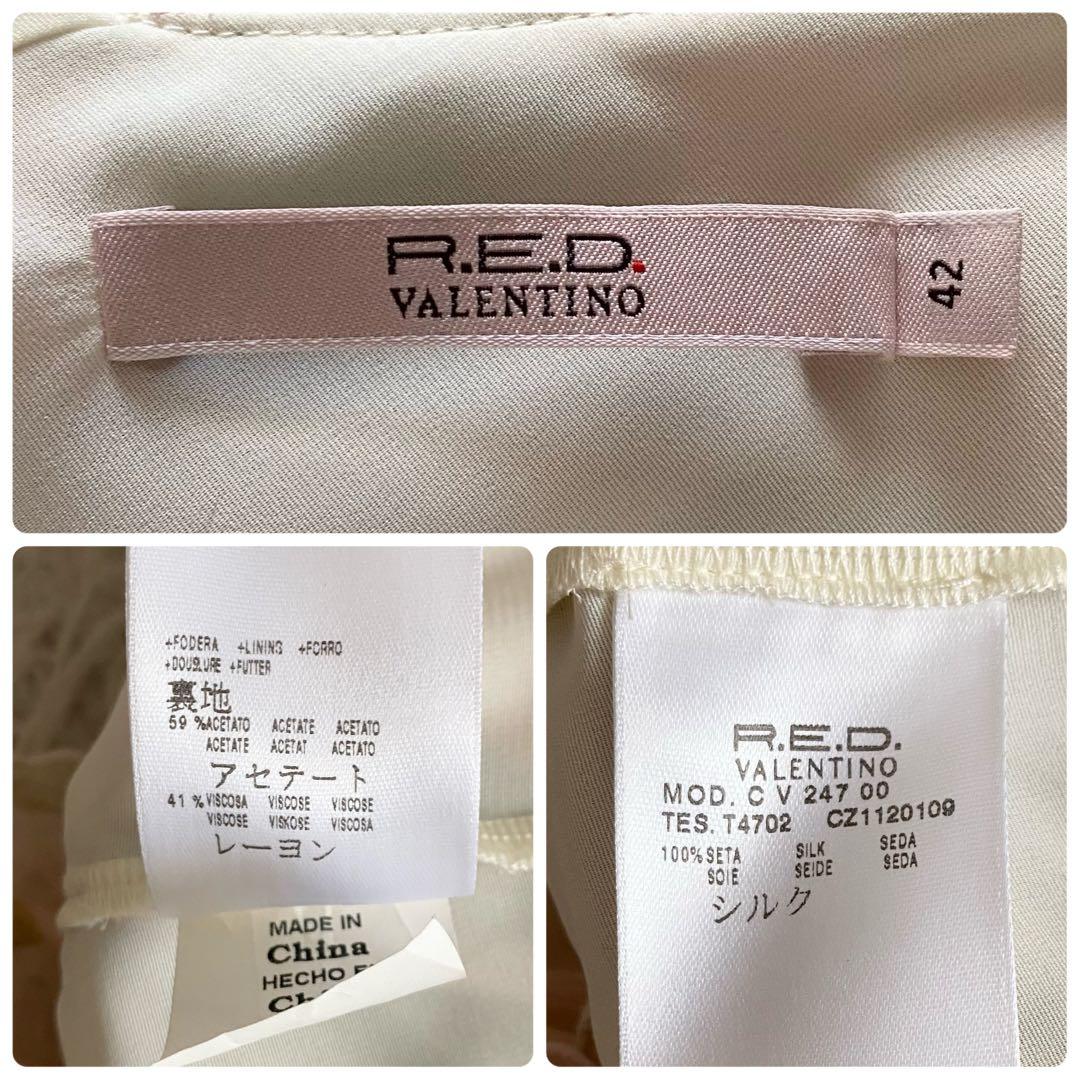 R.E.D.
VALENTINO
42
+FODERA +LINING +FORRO
+DOUBLURE +FUTTER
裏地
59 %ACETATO ACETATE ACETATO
ACETATE ACETAT ACETATO
アセテート
41 % VISCOSA VISCOSE VISCOSE
VISCOSE VISKOSE VISCOSA
レーヨン
MADE IN
China
HECHO
R.E.D.
VALENTINO
MOD. C V 247 00
TES. T4702 CZ1120109
100%SETA SILK SEDA
SOIE SEIDE SEDA
シルク